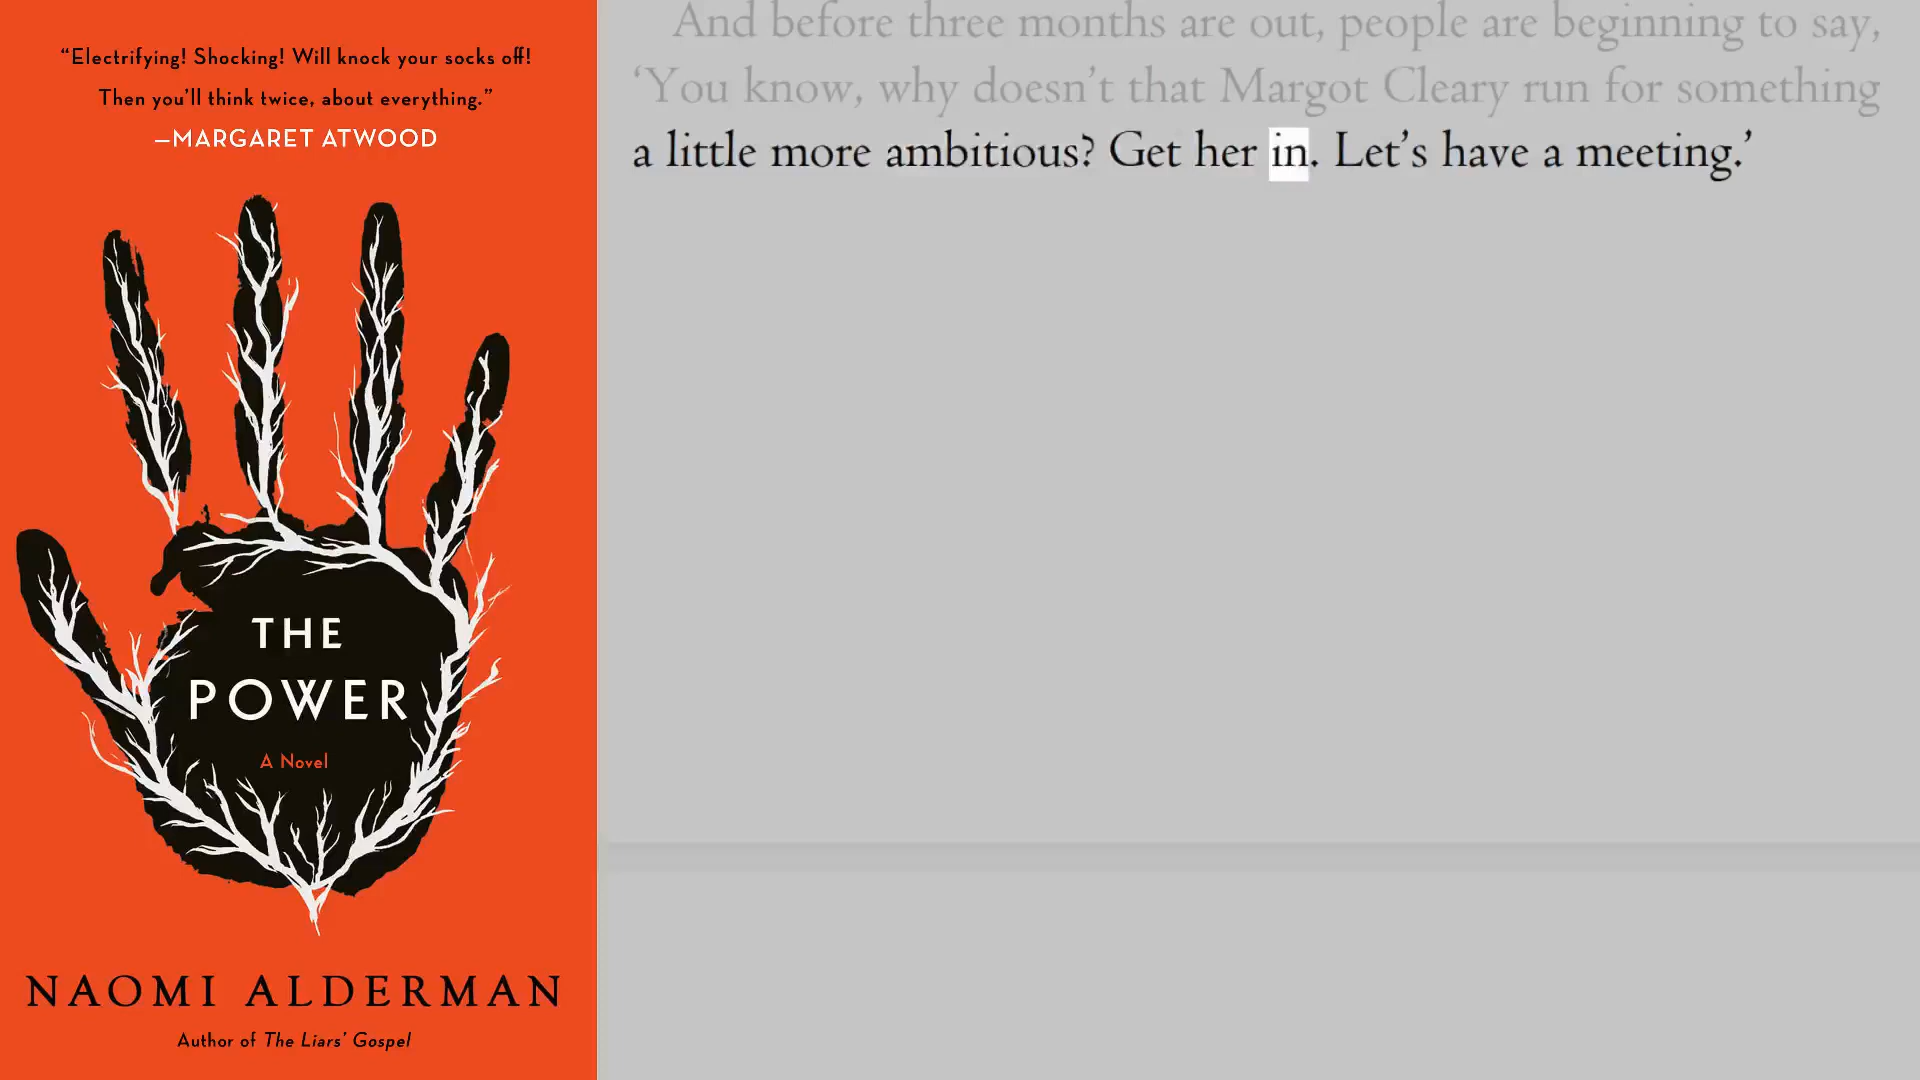 “Electrifying! Shocking! Will knock your socks off!
Then you’ll think twice, about everything.”
—MARGARET ATWOOD
THE
POWER
A Novel
NAOMI ALDERMAN
Author of The Liars’ Gospel
And before three months are out, people are beginning to say,
‘You know, why doesn’t that Margot Cleary run for something
a little more ambitious? Get her in. Let’s have a meeting.’